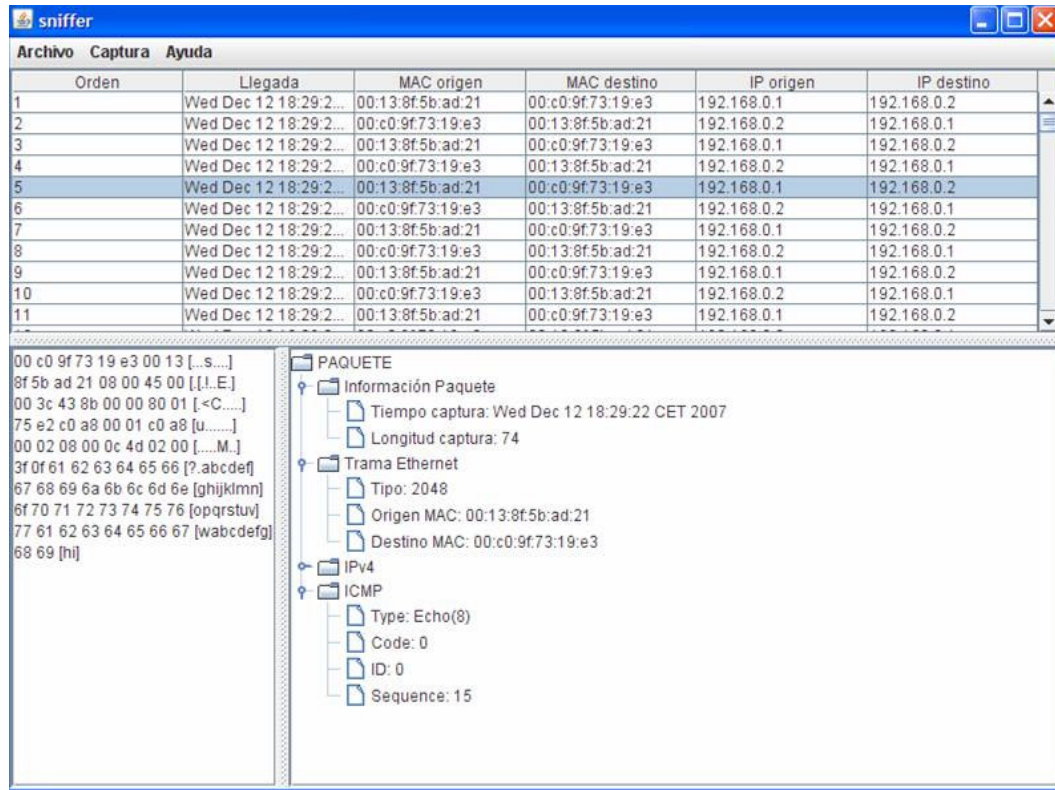 sniffer
Archivo Captura Ayuda
Orden Llegada MAC origen MAC destino IP origen IP destino
1 Wed Dec 12 18:29:2... 00:13:8f:5b:ad:21 00:c0:9f:73:19:e3 192.168.0.1 192.168.0.2
2 Wed Dec 12 18:29:2... 00:c0:9f:73:19:e3 00:13:8f:5b:ad:21 192.168.0.2 192.168.0.1
3 Wed Dec 12 18:29:2... 00:13:8f:5b:ad:21 00:c0:9f:73:19:e3 192.168.0.1 192.168.0.2
4 Wed Dec 12 18:29:2... 00:c0:9f:73:19:e3 00:13:8f:5b:ad:21 192.168.0.2 192.168.0.1
5 Wed Dec 12 18:29:2... 00:13:8f:5b:ad:21 00:c0:9f:73:19:e3 192.168.0.1 192.168.0.2
6 Wed Dec 12 18:29:2... 00:c0:9f:73:19:e3 00:13:8f:5b:ad:21 192.168.0.2 192.168.0.1
7 Wed Dec 12 18:29:2... 00:13:8f:5b:ad:21 00:c0:9f:73:19:e3 192.168.0.1 192.168.0.2
8 Wed Dec 12 18:29:2... 00:c0:9f:73:19:e3 00:13:8f:5b:ad:21 192.168.0.2 192.168.0.1
9 Wed Dec 12 18:29:2... 00:13:8f:5b:ad:21 00:c0:9f:73:19:e3 192.168.0.1 192.168.0.2
10 Wed Dec 12 18:29:2... 00:c0:9f:73:19:e3 00:13:8f:5b:ad:21 192.168.0.2 192.168.0.1
11 Wed Dec 12 18:29:2... 00:13:8f:5b:ad:21 00:c0:9f:73:19:e3 192.168.0.1 192.168.0.2
00 c0 9f 73 19 e3 00 13 [...s....]
8f 5b ad 21 08 00 45 00 [.[.!..E.]
00 3c 43 8b 00 00 80 01 [.<C.....]
75 e2 c0 a8 00 01 c0 a8 [u.......]
00 02 08 00 0c 4d 02 00 [.....M..]
3f 0f 61 62 63 64 65 66 [?.abcdef]
67 68 69 6a 6b 6c 6d 6e [ghijklmn]
6f 70 71 72 73 74 75 76 [opqrstuv]
77 61 62 63 64 65 66 67 [wabcdefg]
68 69 [hi]
PAQUETE
Información Paquete
Tiempo captura: Wed Dec 12 18:29:22 CET 2007
Longitud captura: 74
Trama Ethernet
Tipo: 2048
Origen MAC: 00:13:8f:5b:ad:21
Destino MAC: 00:c0:9f:73:19:e3
IPv4
ICMP
Type: Echo(8)
Code: 0
ID: 0
Sequence: 15